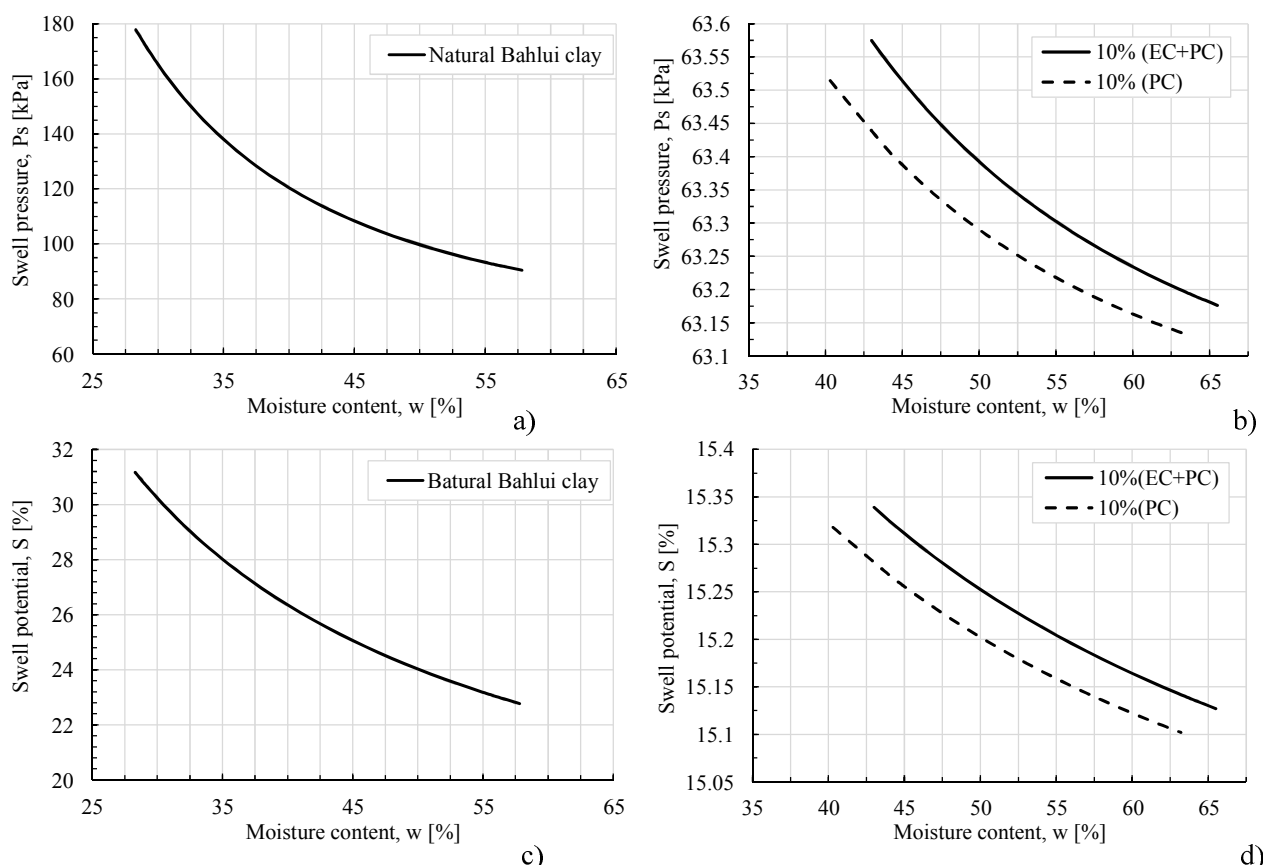 180
160
140
120
100
80
60
Swell pressure, Ps [kPa]
Natural Bahlui clay
25 35 45 55 65
Moisture content, w [%]
a)
63.6
63.55
63.5
63.45
63.4
63.35
63.3
63.25
63.2
63.15
63.1
Swell pressure, Ps [kPa]
10% (EC+PC)
10% (PC)
35 40 45 50 55 60 65
Moisture content, w [%]
b)
32
30
28
26
24
22
20
Swell potential, S [%]
Batural Bahlui clay
25 35 45 55 65
Moisture content, w [%]
c)
15.4
15.35
15.3
15.25
15.2
15.15
15.1
15.05
Swell potential, S [%]
10%(EC+PC)
10%(PC)
35 40 45 50 55 60 65
Moisture content, w [%]
d)